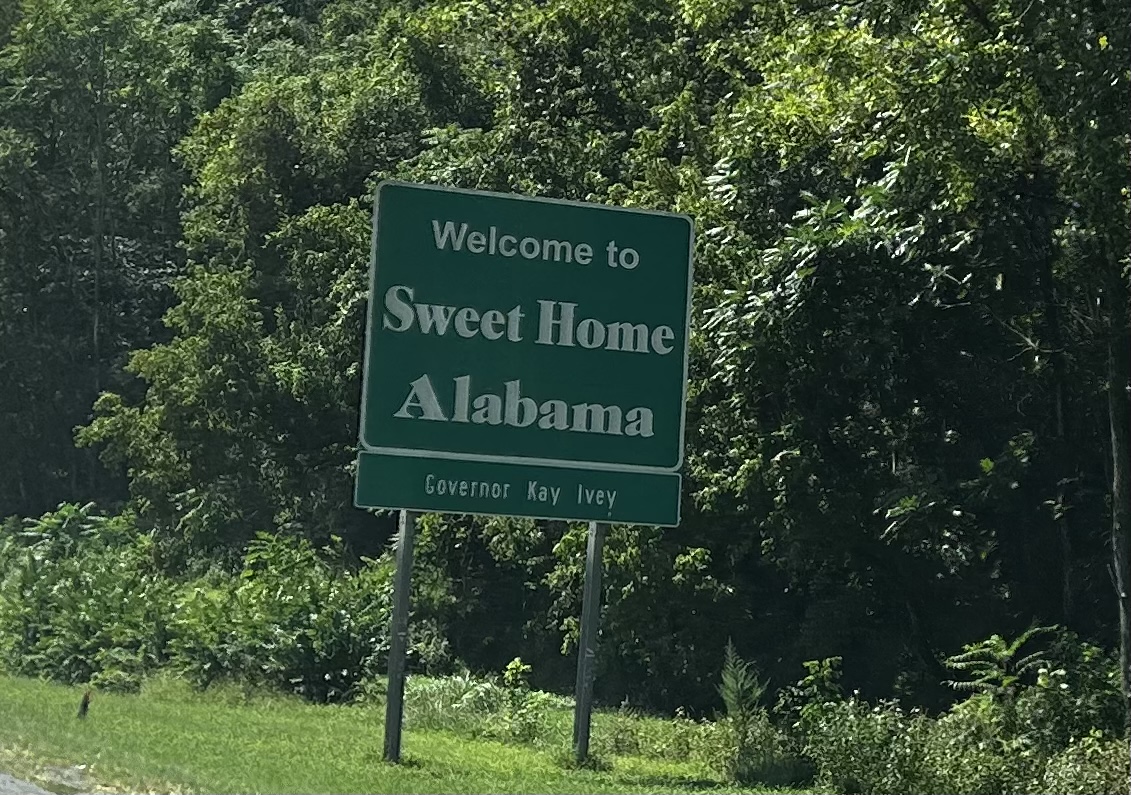 Welcome to
Sweet Home
Alabama
Governor Kay Ivey